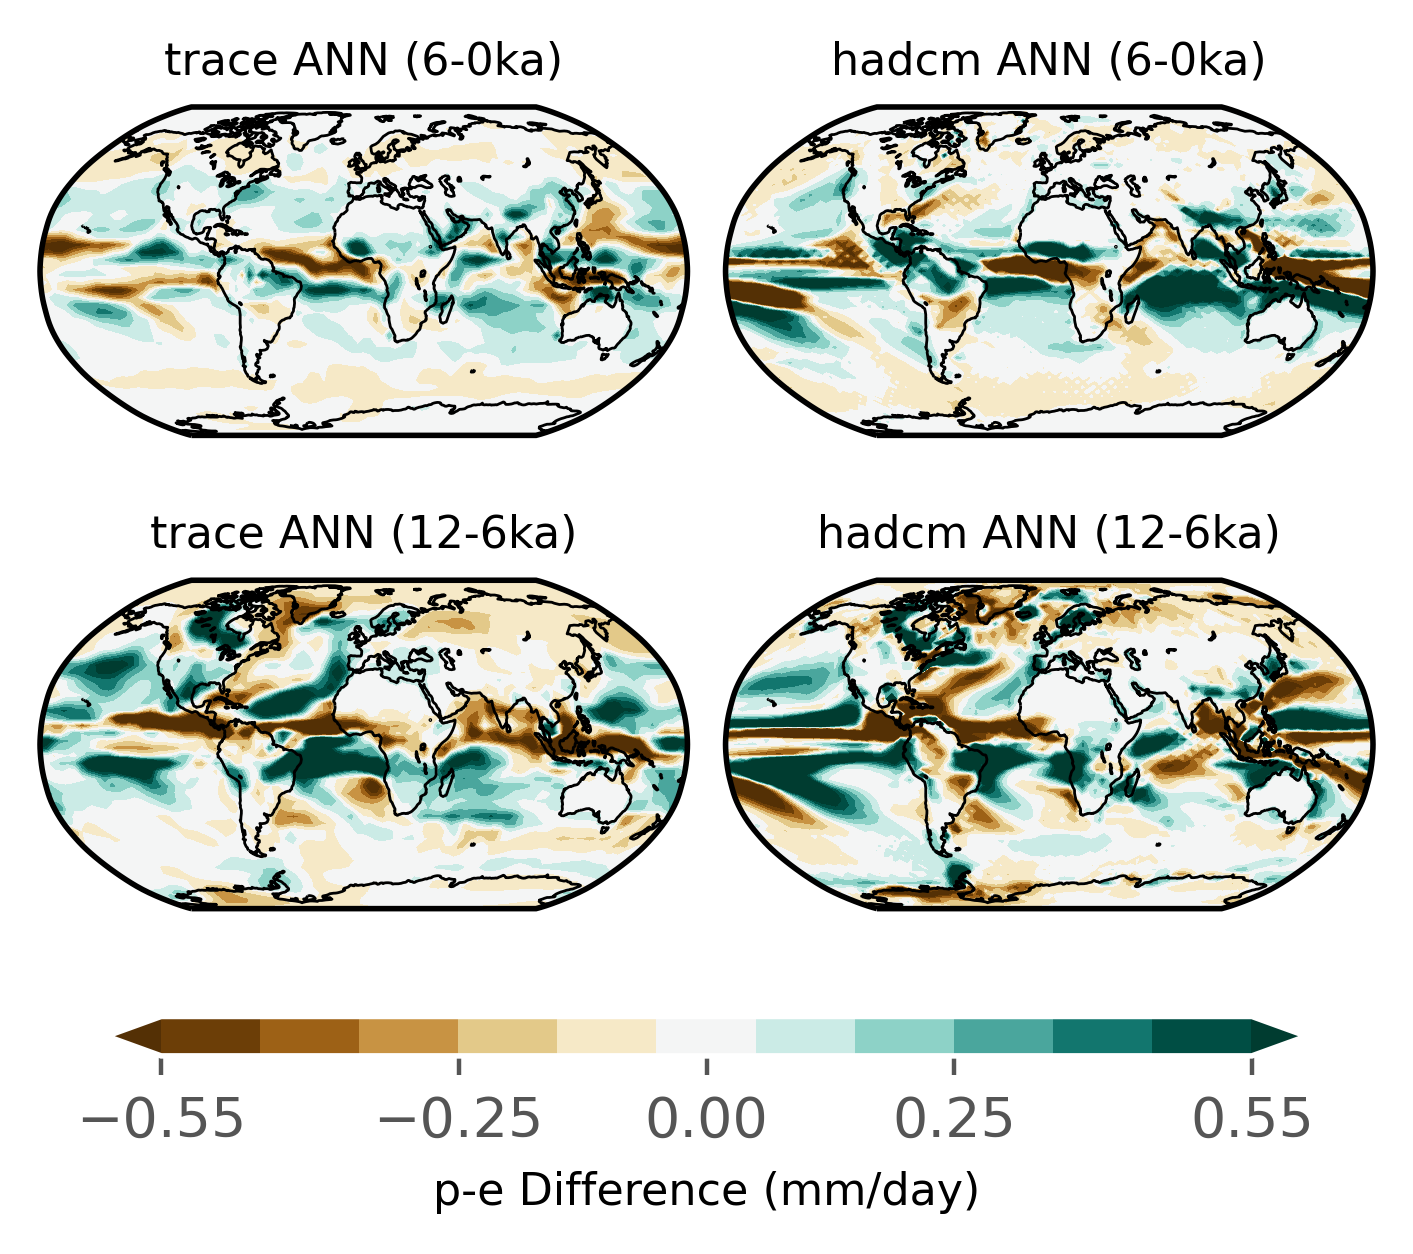 trace ANN (6-0ka)
hadcm ANN (6-0ka)
trace ANN (12-6ka)
hadcm ANN (12-6ka)
−0.55 −0.25 0.00 0.25 0.55
p-e Difference (mm/day)